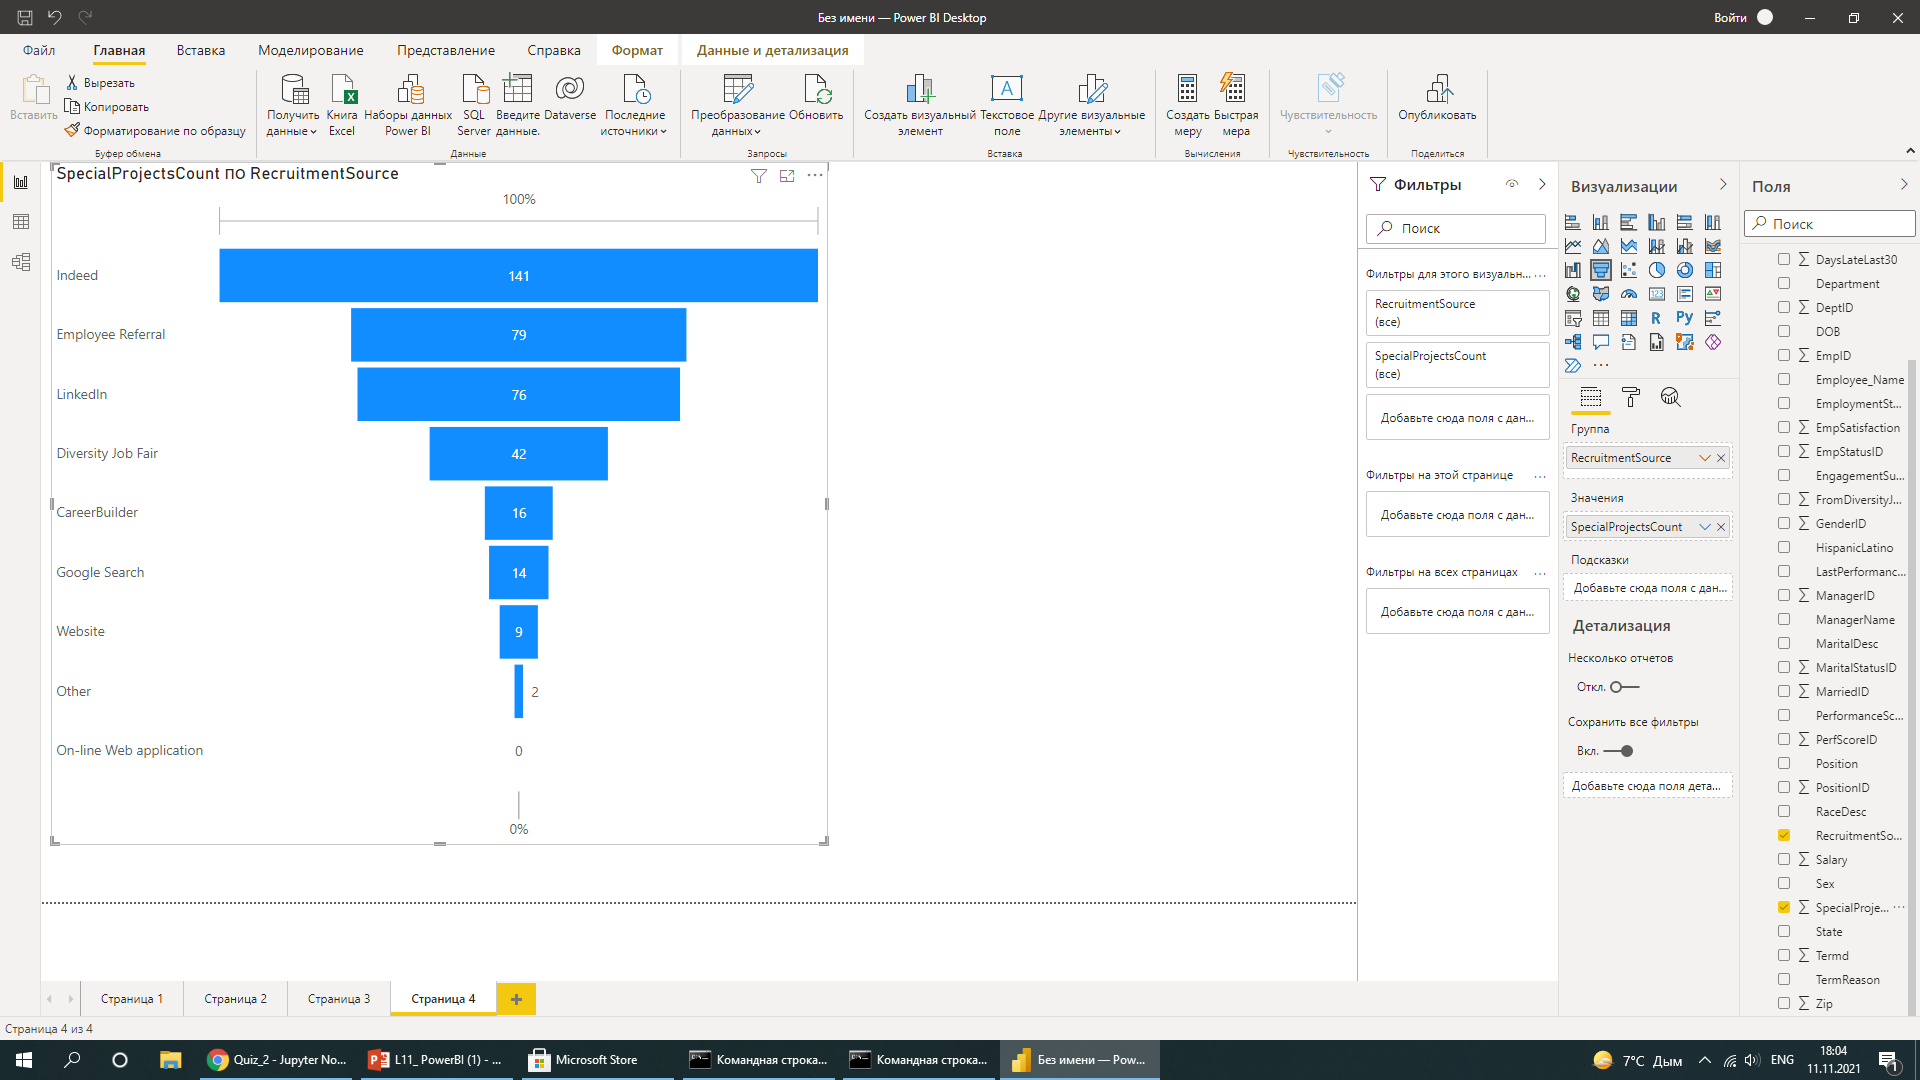 Без имени — Power BI Desktop
Войти
Файл
Главная
Вставка
Моделирование
Представление
Справка
Формат
Данные и детализация
Вставить
Вырезать
Копировать
Форматирование по образцу
Буфер обмена
Получить
данные
Книга
Excel
Наборы данных
Power BI
SQL
Server
Введите
данные.
Dataverse
Последние
источники
Данные
Преобразование
данных
Обновить
Запросы
Создать визуальный
элемент
Текстовое
поле
Другие визуальные
элементы
Вставка
Создать
меру
Быстрая
мера
Вычисления
Чувствительность
Чувствительность
Опубликовать
Поделиться
SpecialProjectsCount по RecruitmentSource
100%
Indeed
141
Employee Referral
79
LinkedIn
76
Diversity Job Fair
42
CareerBuilder
16
Google Search
14
Website
9
Other
2
On-line Web application
0
0%
Фильтры
Поиск
Фильтры для этого визуальн...
RecruitmentSource
(все)
SpecialProjectsCount
(все)
Добавьте сюда поля с дан...
Фильтры на этой странице
Добавьте сюда поля с дан...
Фильтры на всех страницах
Добавьте сюда поля с дан...
Визуализации
R
Py
Группа
RecruitmentSource
Значения
SpecialProjectsCount
Подсказки
Добавьте сюда поля с дан...
Детализация
Несколько отчетов
Откл.
Сохранить все фильтры
Вкл.
Добавьте сюда поля дета...
Поля
Поиск
DaysLateLast30
Department
DeptID
DOB
EmpID
Employee_Name
EmploymentSt...
EmpSatisfaction
EmpStatusID
EngagementSu...
FromDiversityJ...
GenderID
HispanicLatino
LastPerformanc...
ManagerID
ManagerName
MaritalDesc
MaritalStatusID
MarriedID
PerformanceSc...
PerfScoreID
Position
PositionID
RaceDesc
RecruitmentSo...
Salary
Sex
SpecialProje...
State
Termd
TermReason
Zip
Страница 1
Страница 2
Страница 3
Страница 4
Страница 4 из 4
Quiz_2 - Jupyter No...
L11_ PowerBI (1) - ...
Microsoft Store
Командная строка...
Командная строка...
Без имени — Pow...
7°C Дым
ENG
18:04
11.11.2021
1